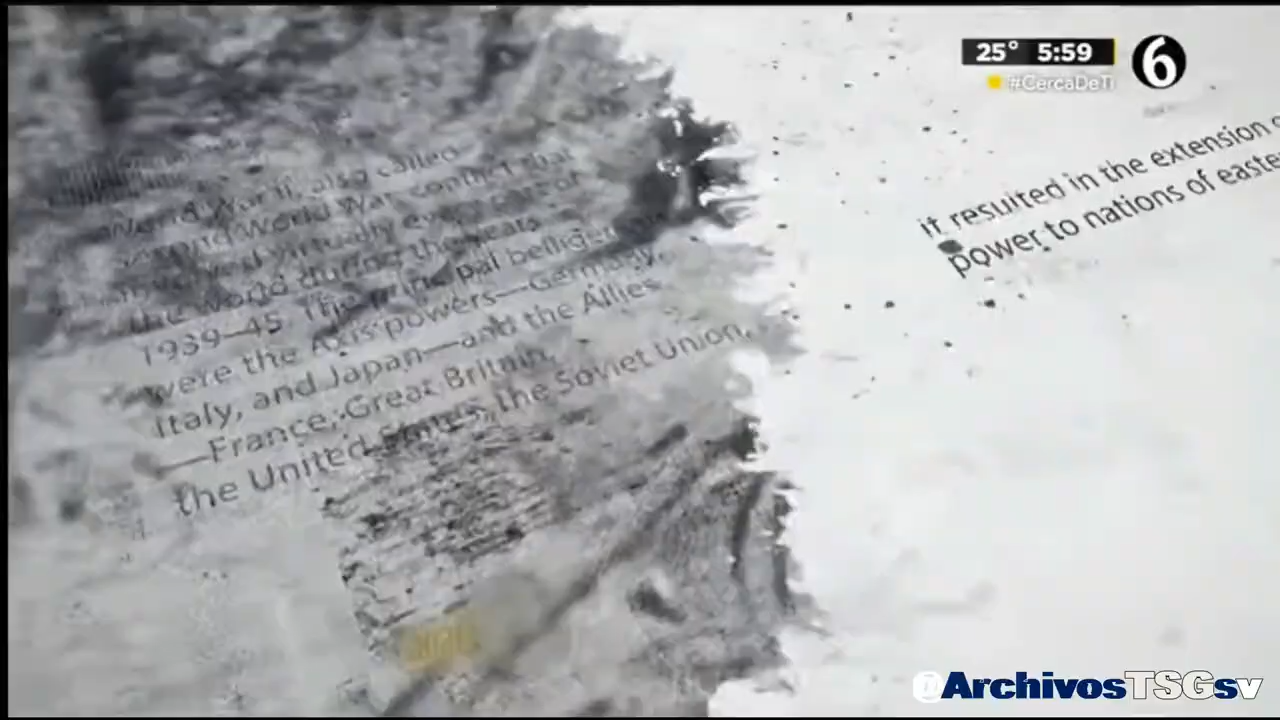 25° 5:59
6
#CercaDeTi
World War II, also called
Second World War, conflict that
involved virtually every part of
the world during the years
1939–45. The principal
were the Axis powers—Germany,
Italy, and Japan—and the Allies
—France, Great Britain,
the United States, the Soviet Union,
it resulted in the extension
power to nations of
@ArchivosTSGsv